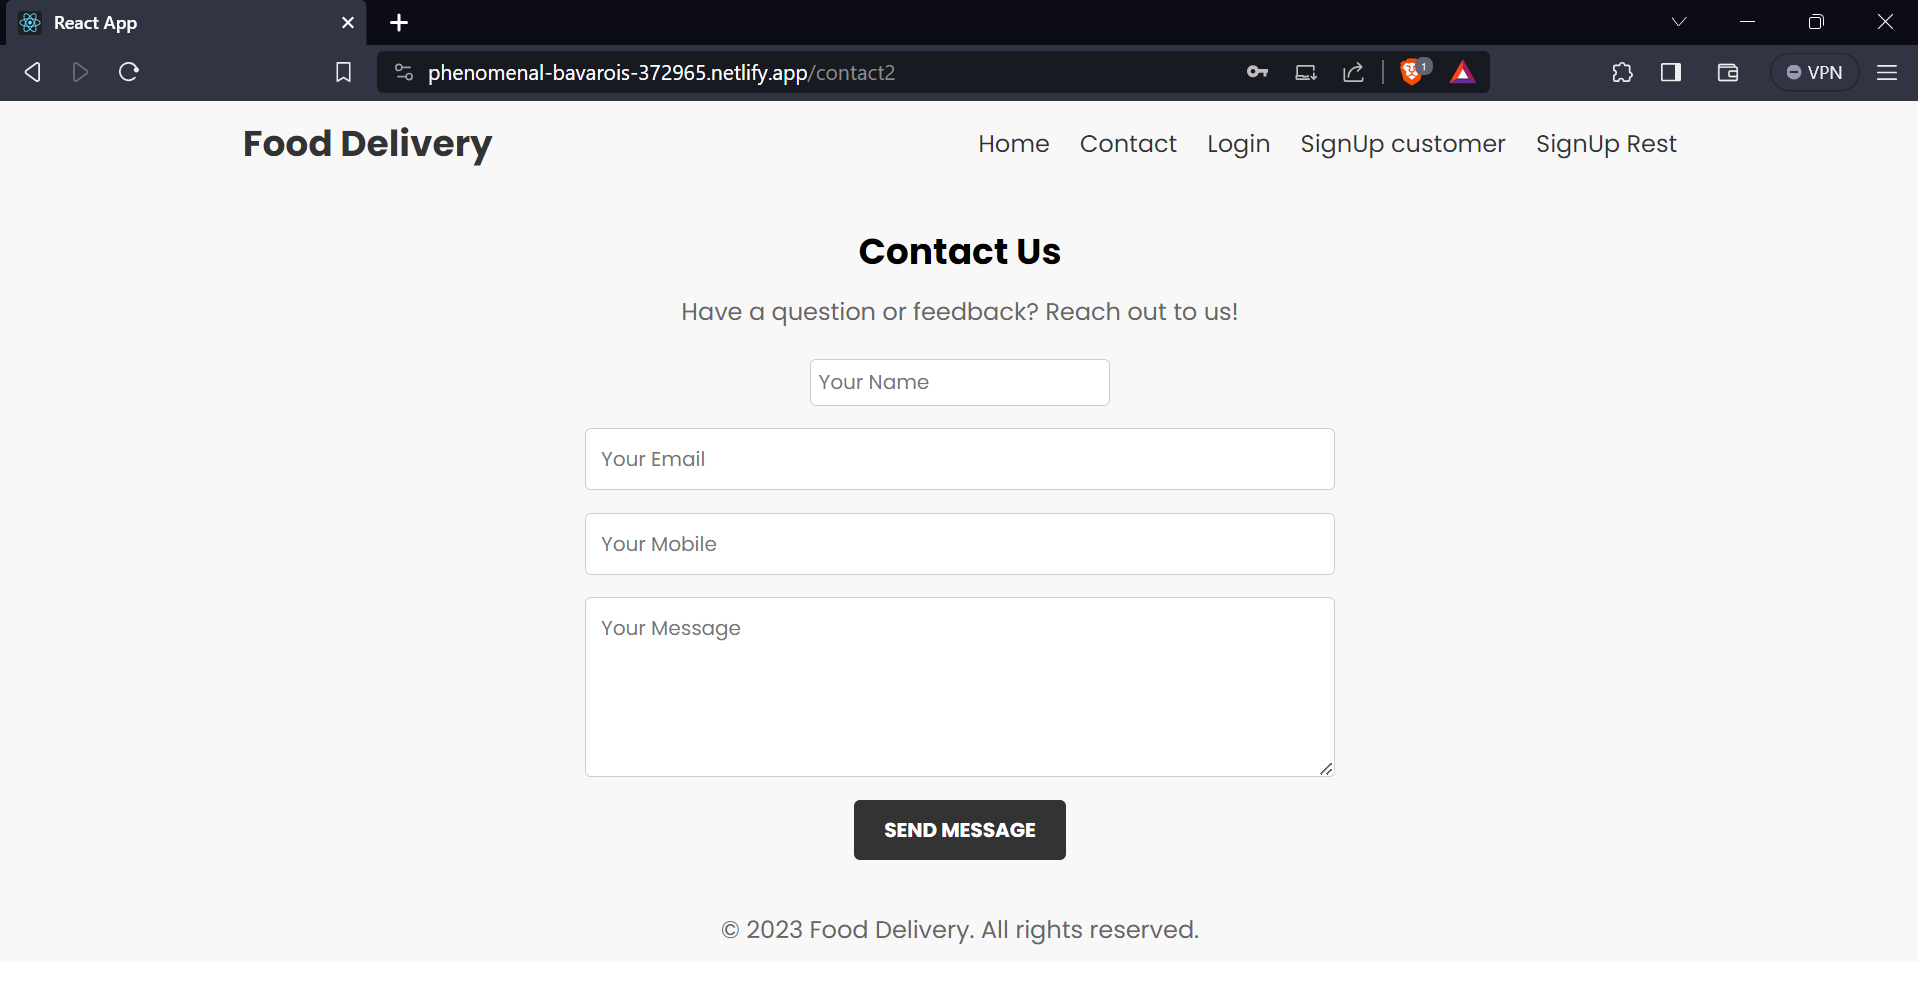 React App
phenomenal-bavarois-372965.netlify.app/contact2
1
VPN
Food Delivery
Home Contact Login SignUp customer SignUp Rest
Contact Us
Have a question or feedback? Reach out to us!
Your Name
Your Email
Your Mobile
Your Message
SEND MESSAGE
© 2023 Food Delivery. All rights reserved.